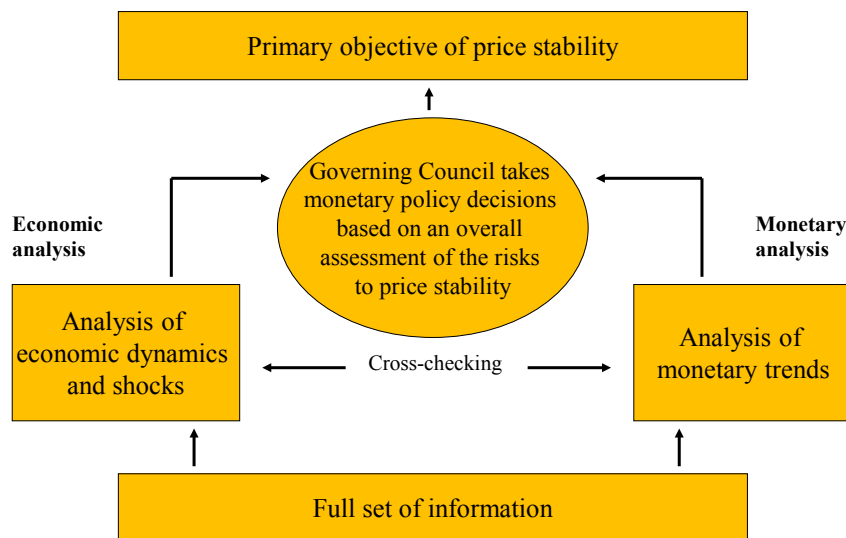 Primary objective of price stability
Governing Council takes
monetary policy decisions
based on an overall
assessment of the risks
to price stability
Economic
analysis
Monetary
analysis
Analysis of
economic dynamics
and shocks
Cross-checking
Analysis of
monetary trends
Full set of information